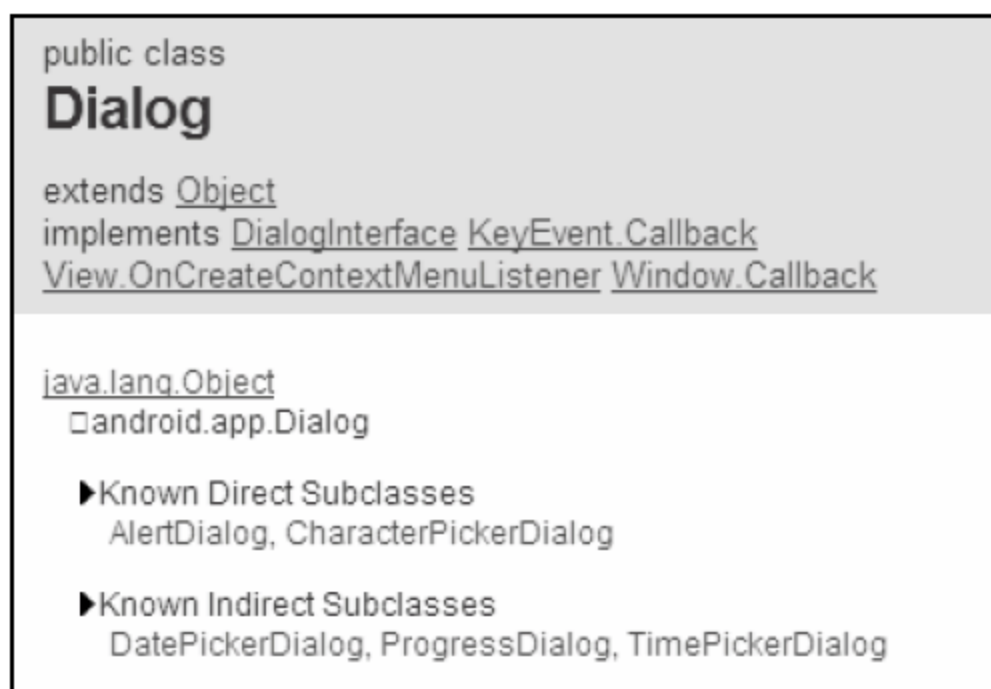 public class
Dialog
extends Object
implements DialogInterface KeyEvent.Callback
View.OnCreateContextMenuListener Window.Callback
java.lang.Object
android.app.Dialog
Known Direct Subclasses
AlertDialog, CharacterPickerDialog
Known Indirect Subclasses
DatePickerDialog, ProgressDialog, TimePickerDialog